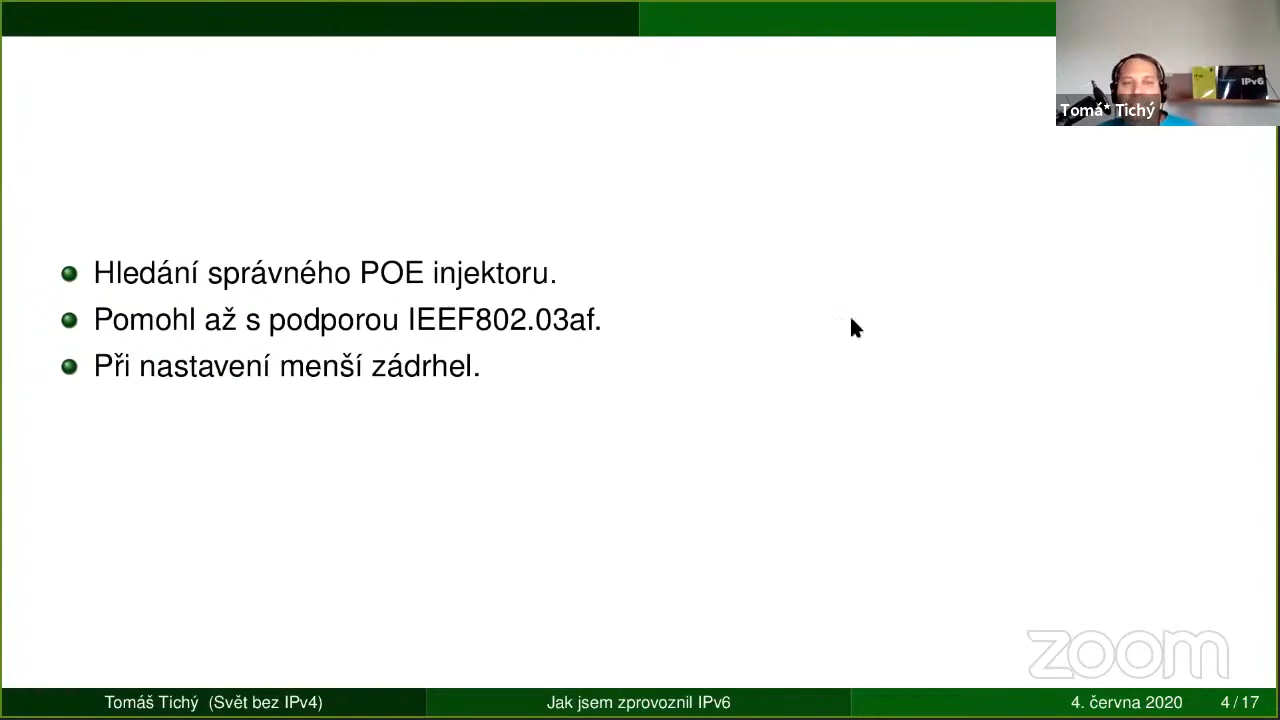 IPv6
Tomá* Tichý
Hledání správného POE injektoru.
Pomohl až s podporou IEEF802.03af.
Při nastavení menší zádrhel.
zoom
Tomáš Tichý (Svět bez IPv4)
Jak jsem zprovoznil IPv6
4. června 2020
4 / 17